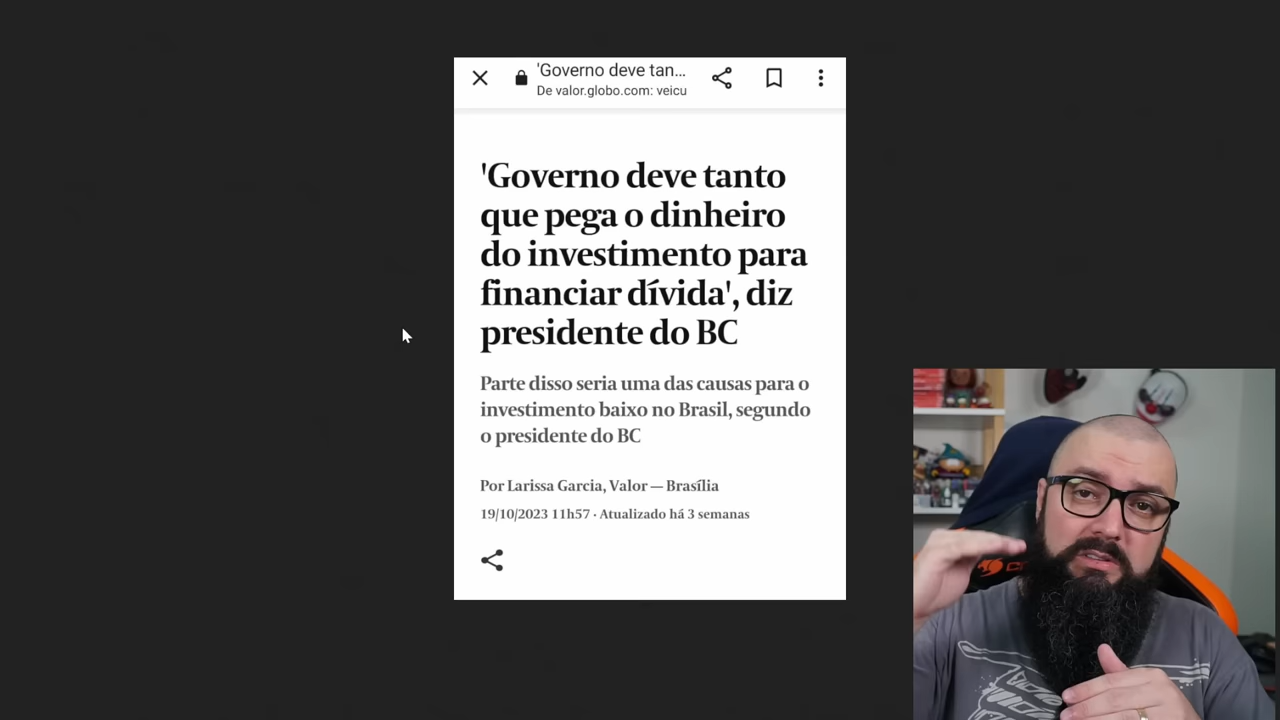 'Governo deve tan...
De valor.globo.com: veicu
'Governo deve tanto
que pega o dinheiro
do investimento para
financiar dívida', diz
presidente do BC
Parte disso seria uma das causas para o
investimento baixo no Brasil, segundo
o presidente do BC
Por Larissa Garcia, Valor — Brasília
19/10/2023 11h57 · Atualizado há 3 semanas